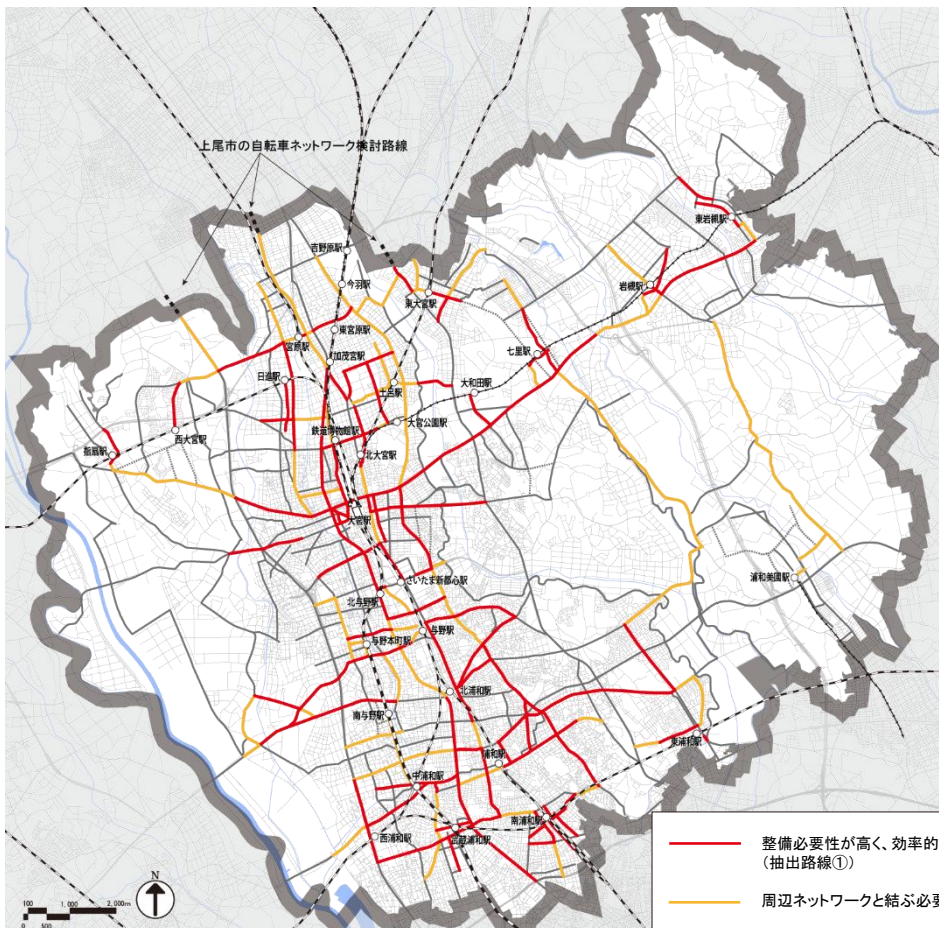 上尾市の自転車ネットワーク検討路線
東岩槻駅
吉野原駅
今羽駅
岩槻駅
東大宮駅
東宮原駅
宮原駅
七里駅
加茂宮駅
日進駅
土呂駅
大和田駅
大宮公園駅
西大宮駅
鉄道博物館駅
指扇駅
北大宮駅
大宮駅
さいたま新都心駅
浦和美園駅
北与野駅
与野駅
与野本町駅
北浦和駅
南与野駅
東浦和駅
浦和駅
中浦和駅
南浦和駅
西浦和駅
武蔵浦和駅
整備必要性が高く、効率的
(抽出路線①)
周辺ネットワークと結ぶ必要
N
100 1,000 2,000m
0 500